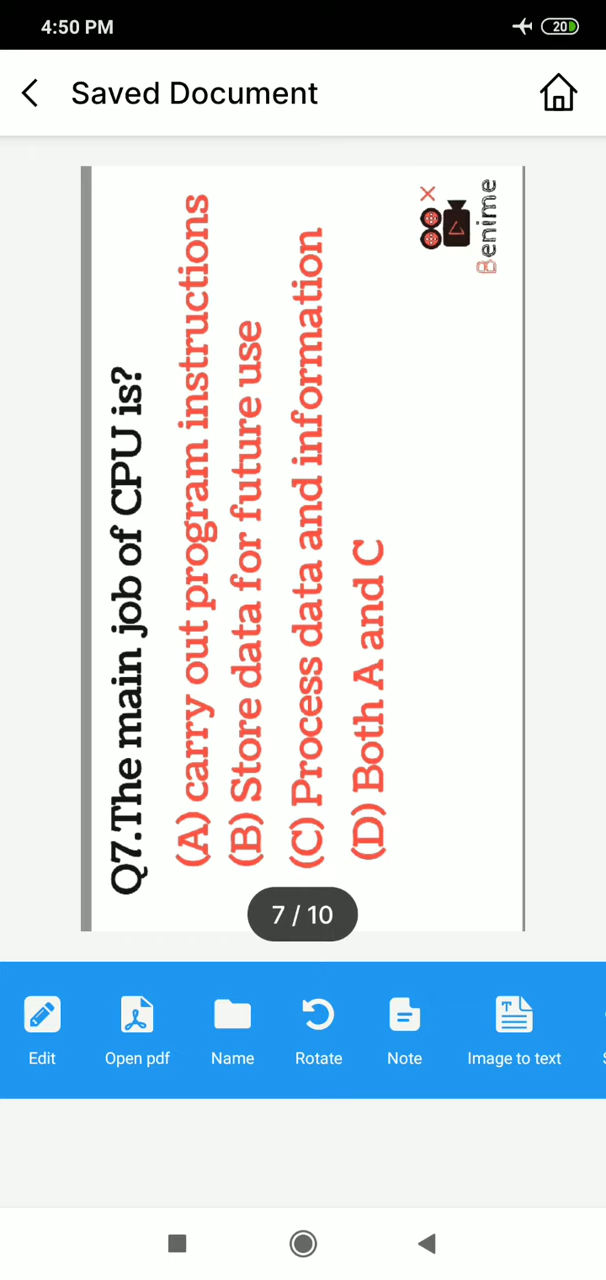 4:50 PM
20
Saved Document
Q7.The main job of CPU is?
(A) carry out program instructions
(B) Store data for future use
(C) Process data and information
(D) Both A and C
Benime
7 / 10
Edit
Open pdf
Name
Rotate
Note
Image to text